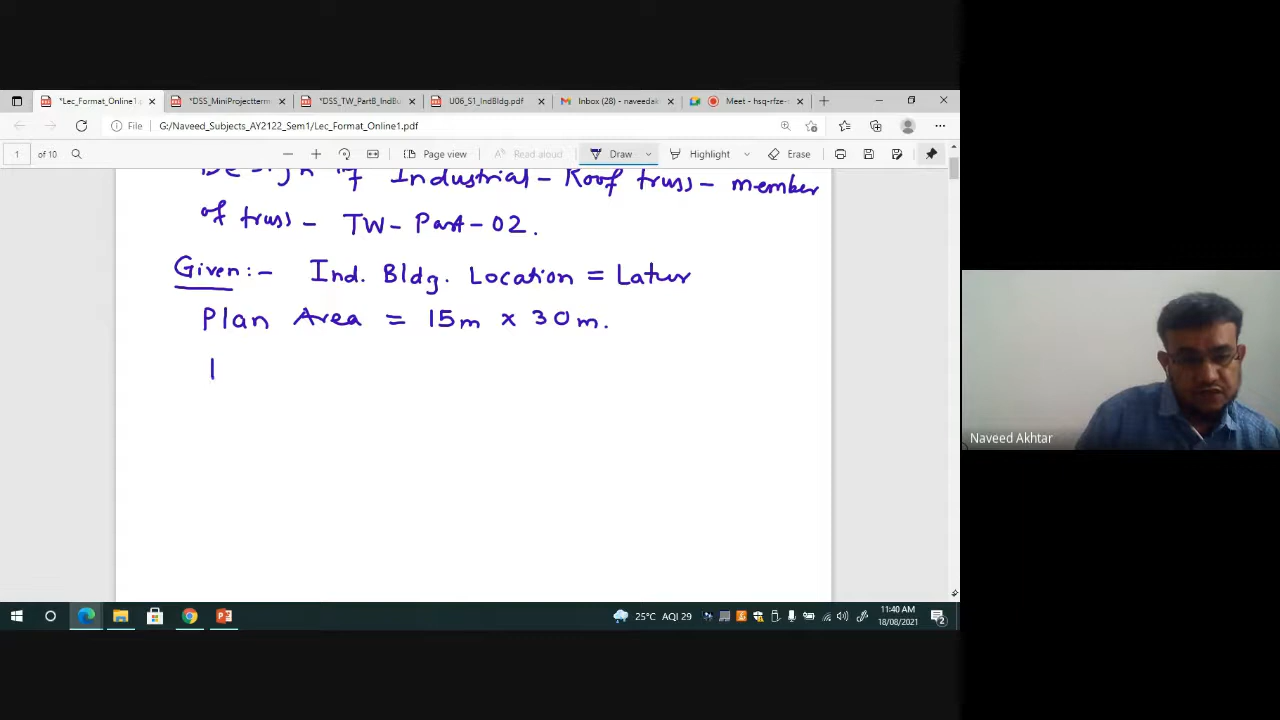 *Lec_Format_Online1.p
*DSS_MiniProjectterm
*DSS_TW_PartB_IndBu
U06_S1_IndBldg.pdf
Inbox (28) - naveedak
Meet - hsq-rfze-
File
G:/Naveed_Subjects_AY2122_Sem1/Lec_Format_Online1.pdf
1 of 10
Page view
Read aloud
Draw
Highlight
Erase
Design of Industrial - Roof truss - member
of truss - TW- Part - 02.
Given:- Ind. Bldg. Location = Latur
Plan Area = 15m x 30m.
Naveed Akhtar
25°C AQI 29
11:40 AM
18/08/2021
2